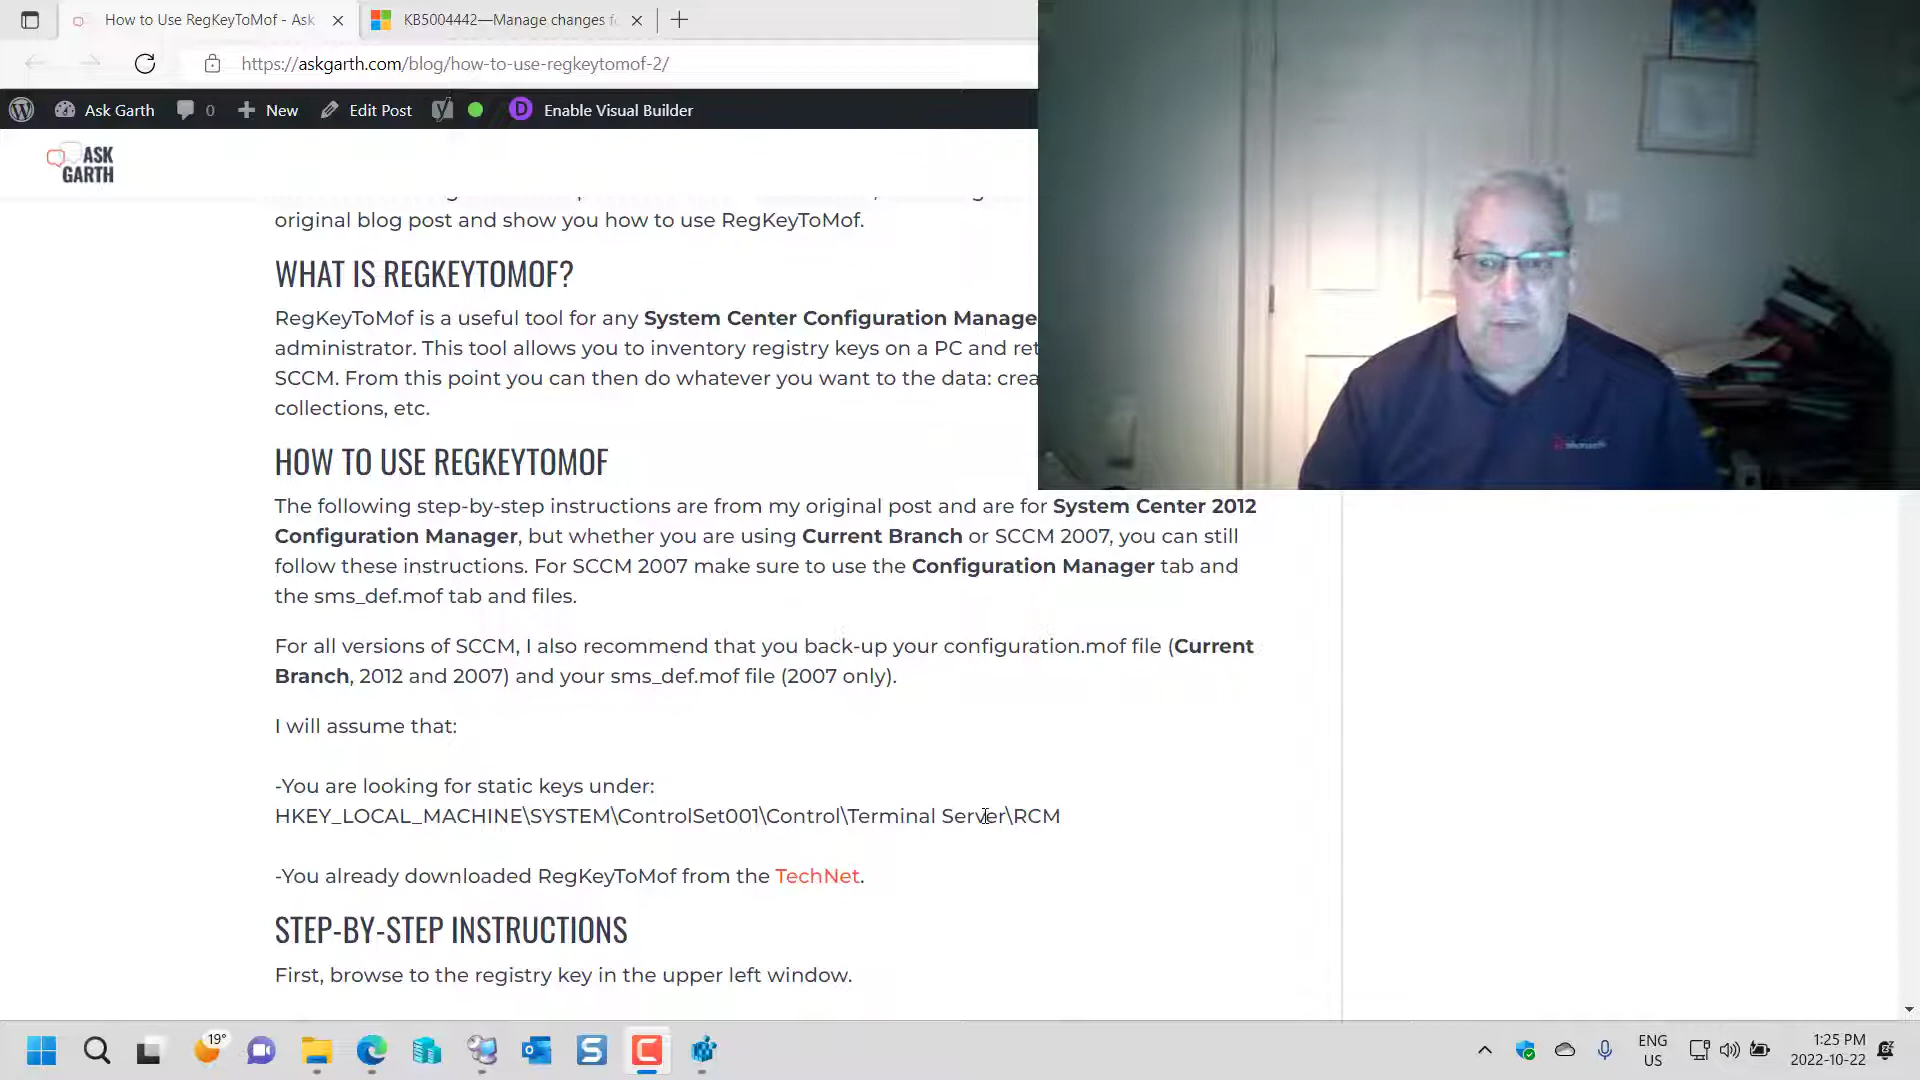 How to Use RegKeyToMof - Ask
KB5004442—Manage changes f
https://askgarth.com/blog/how-to-use-regkeytomof-2/
Ask Garth 0 New Edit Post D Enable Visual Builder
ASK
GARTH
original blog post and show you how to use RegKeyToMof.
WHAT IS REGKEYTOMOF?
RegKeyToMof is a useful tool for any System Center Configuration Manage
administrator. This tool allows you to inventory registry keys on a PC and ret
SCCM. From this point you can then do whatever you want to the data: crea
collections, etc.
HOW TO USE REGKEYTOMOF
The following step-by-step instructions are from my original post and are for System Center 2012
Configuration Manager, but whether you are using Current Branch or SCCM 2007, you can still
follow these instructions. For SCCM 2007 make sure to use the Configuration Manager tab and
the sms_def.mof tab and files.
For all versions of SCCM, I also recommend that you back-up your configuration.mof file (Current
Branch, 2012 and 2007) and your sms_def.mof file (2007 only).
I will assume that:
-You are looking for static keys under:
HKEY_LOCAL_MACHINE\SYSTEM\ControlSet001\Control\Terminal Server\RCM
-You already downloaded RegKeyToMof from the TechNet.
STEP-BY-STEP INSTRUCTIONS
First, browse to the registry key in the upper left window.
19°
S
C
ENG
US
1:25 PM
2022-10-22